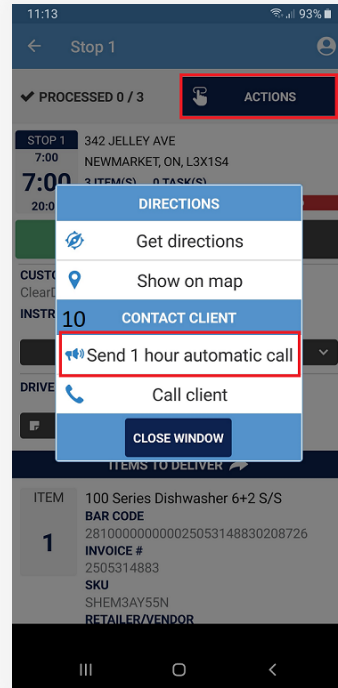 11:13 93%
Stop 1
PROCESSED 0 / 3 ACTIONS
STOP 1 342 JELLEY AVE
7:00 NEWMARKET, ON, L3X1S4
7:00 3 ITEM(S) 0 TASK(S)
20:0
DIRECTIONS
Get directions
Show on map
10 CONTACT CLIENT
Send 1 hour automatic call
Call client
CLOSE WINDOW
CUSTO
INSTR
DRIVE
ITEMS TO DELIVER
ITEM 100 Series Dishwasher 6+2 S/S
BAR CODE
1 28100000000025053148830208726
INVOICE #
2505314883
SKU
SHEM3AY55N
RETAILER/VENDOR